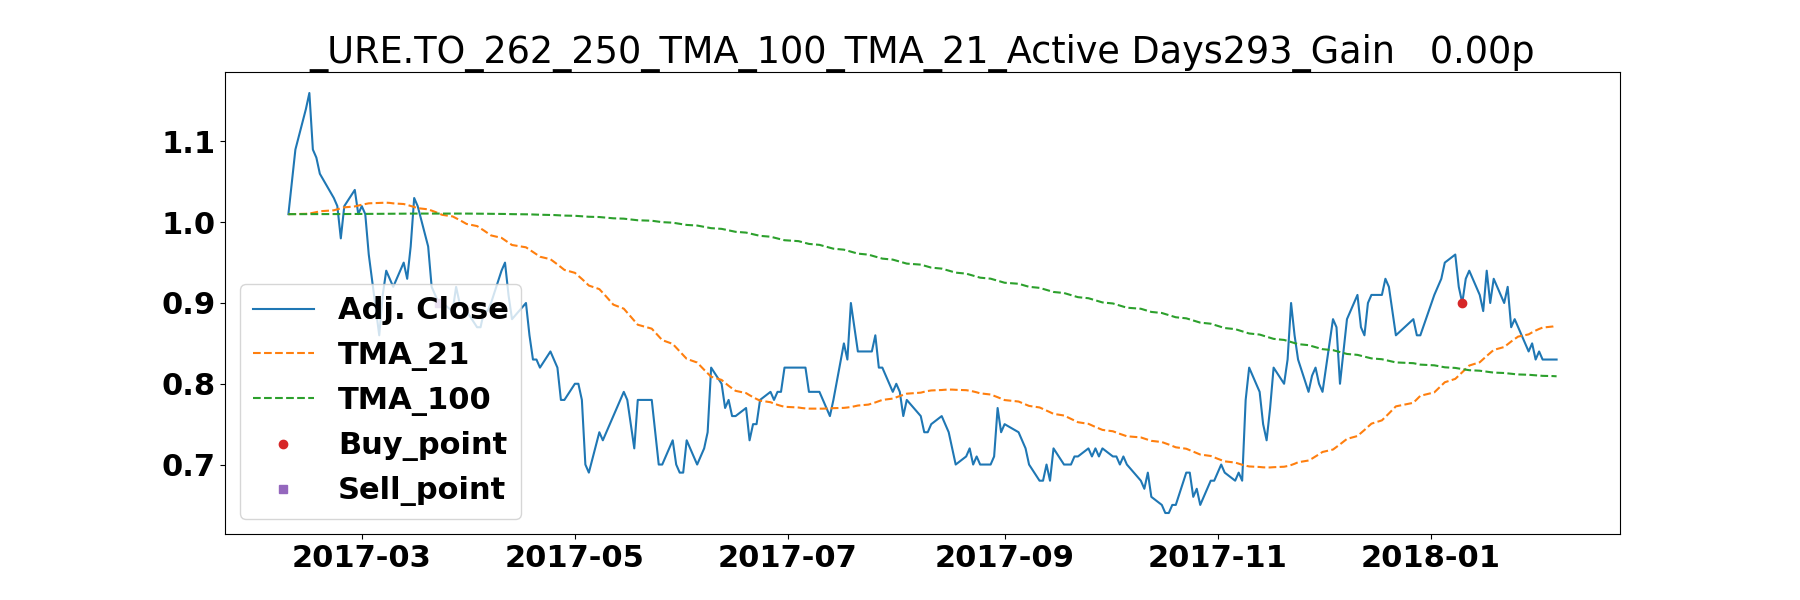 _URE.TO_262_250_TMA_100_TMA_21_Active Days293_Gain   0.00p
1.1
1.0
0.9
0.8
0.7
Adj. Close
TMA_21
TMA_100
Buy_point
Sell_point
2017-03 2017-05 2017-07 2017-09 2017-11 2018-01